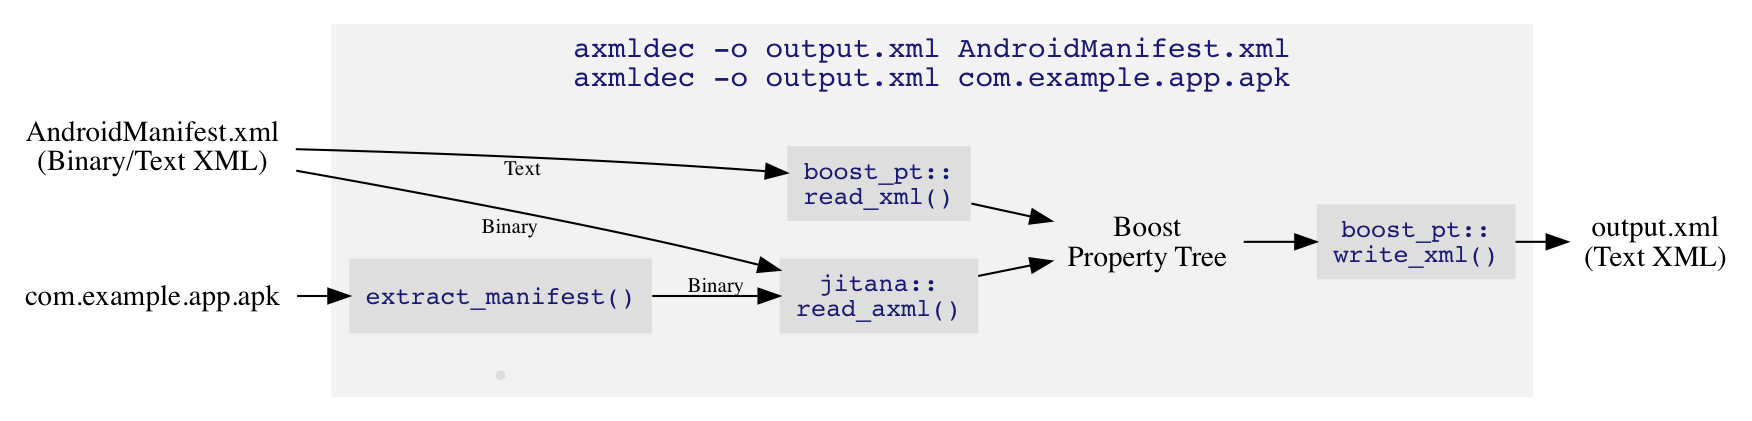 axmldec -o output.xml AndroidManifest.xml
axmldec -o output.xml com.example.app.apk
AndroidManifest.xml
(Binary/Text XML)
Text
boost_pt::
read_xml()
Binary
com.example.app.apk
extract_manifest()
Binary
jitana::
read_axml()
Boost
Property Tree
boost_pt::
write_xml()
output.xml
(Text XML)